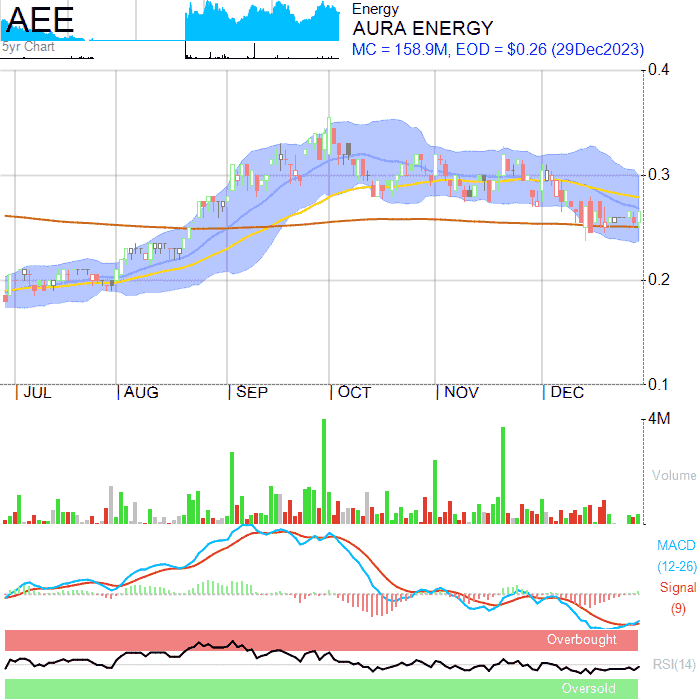 AEE
5yr Chart
Energy
AURA ENERGY
MC = 158.9M, EOD = $0.26 (29Dec2023)
0.4
0.3
0.2
0.1
JUL AUG SEP OCT NOV DEC
4M
Volume
MACD
(12-26)
Signal
(9)
Overbought
RSI(14)
Oversold